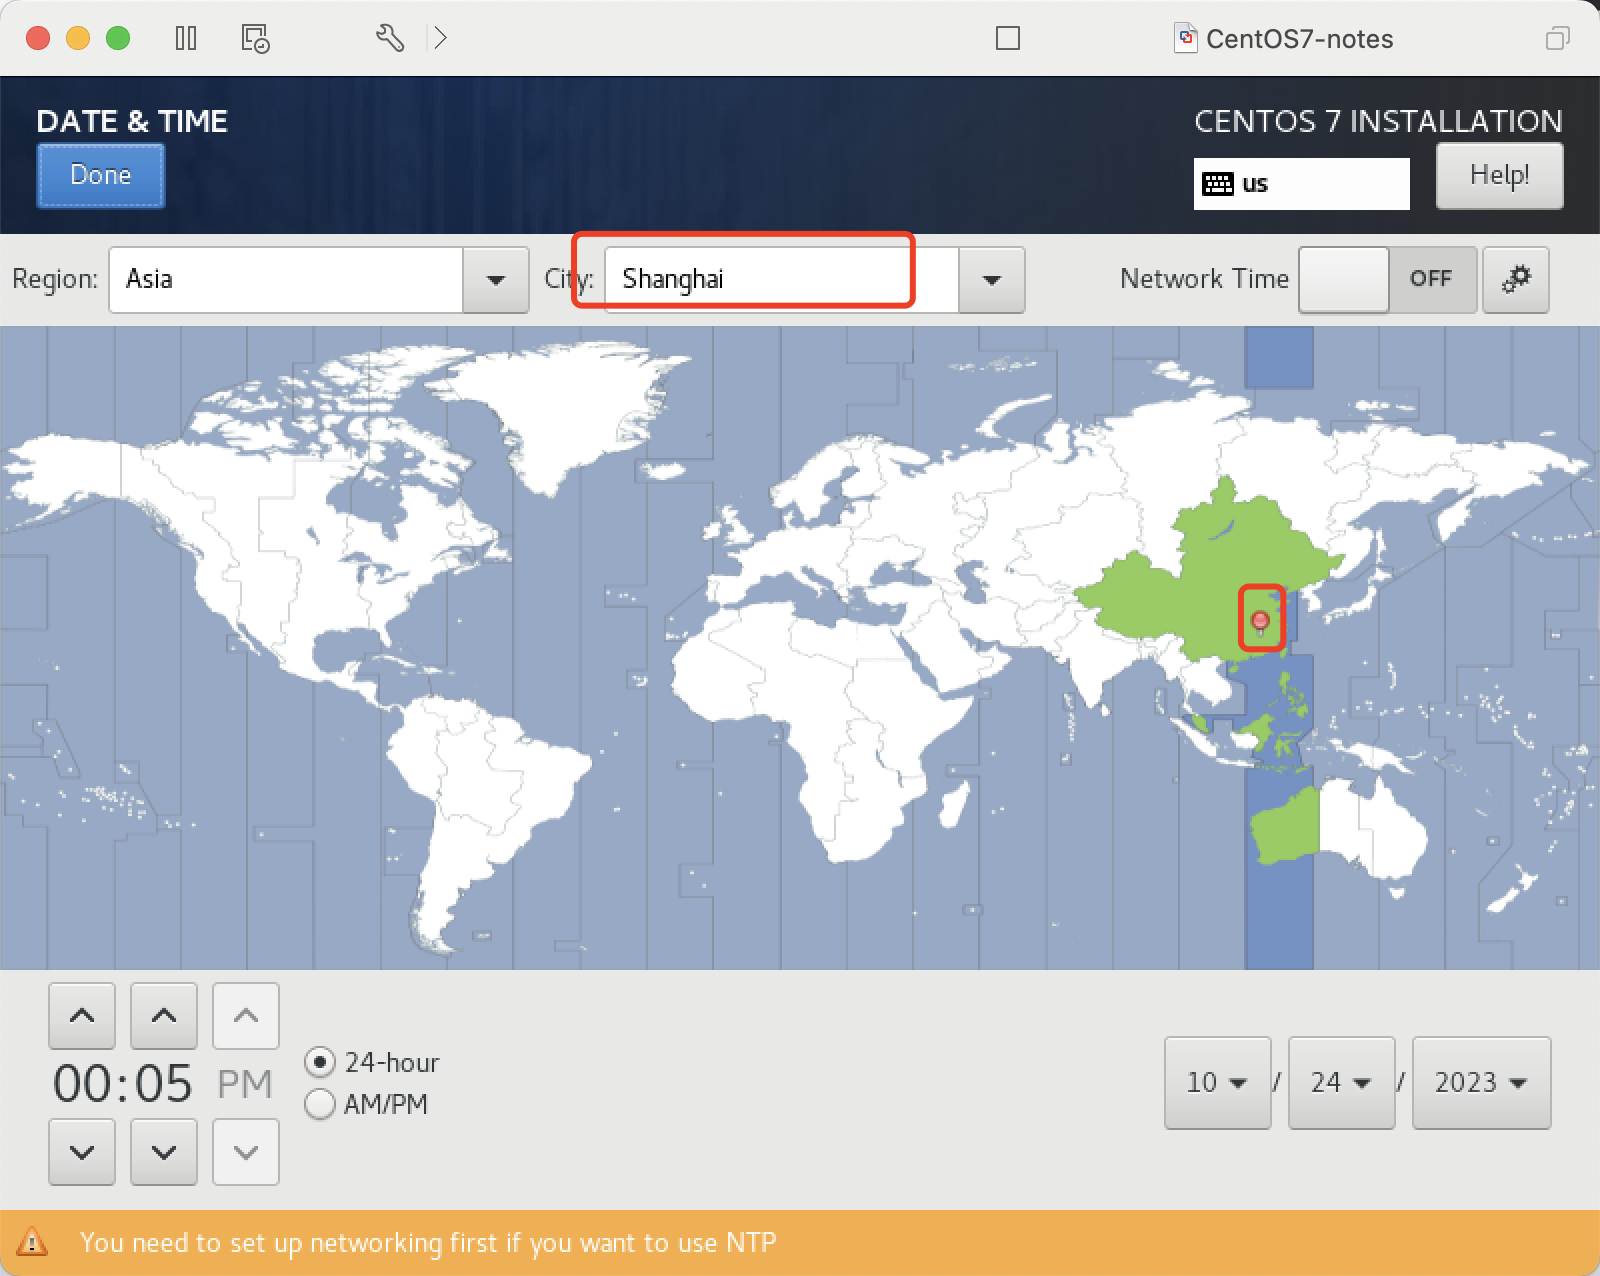 CentOS7-notes
DATE & TIME
CENTOS 7 INSTALLATION
Done
us
Help!
Region:
Asia
City:
Shanghai
Network Time
OFF
00:05
PM
24-hour
AM/PM
10 / 24 / 2023
You need to set up networking first if you want to use NTP